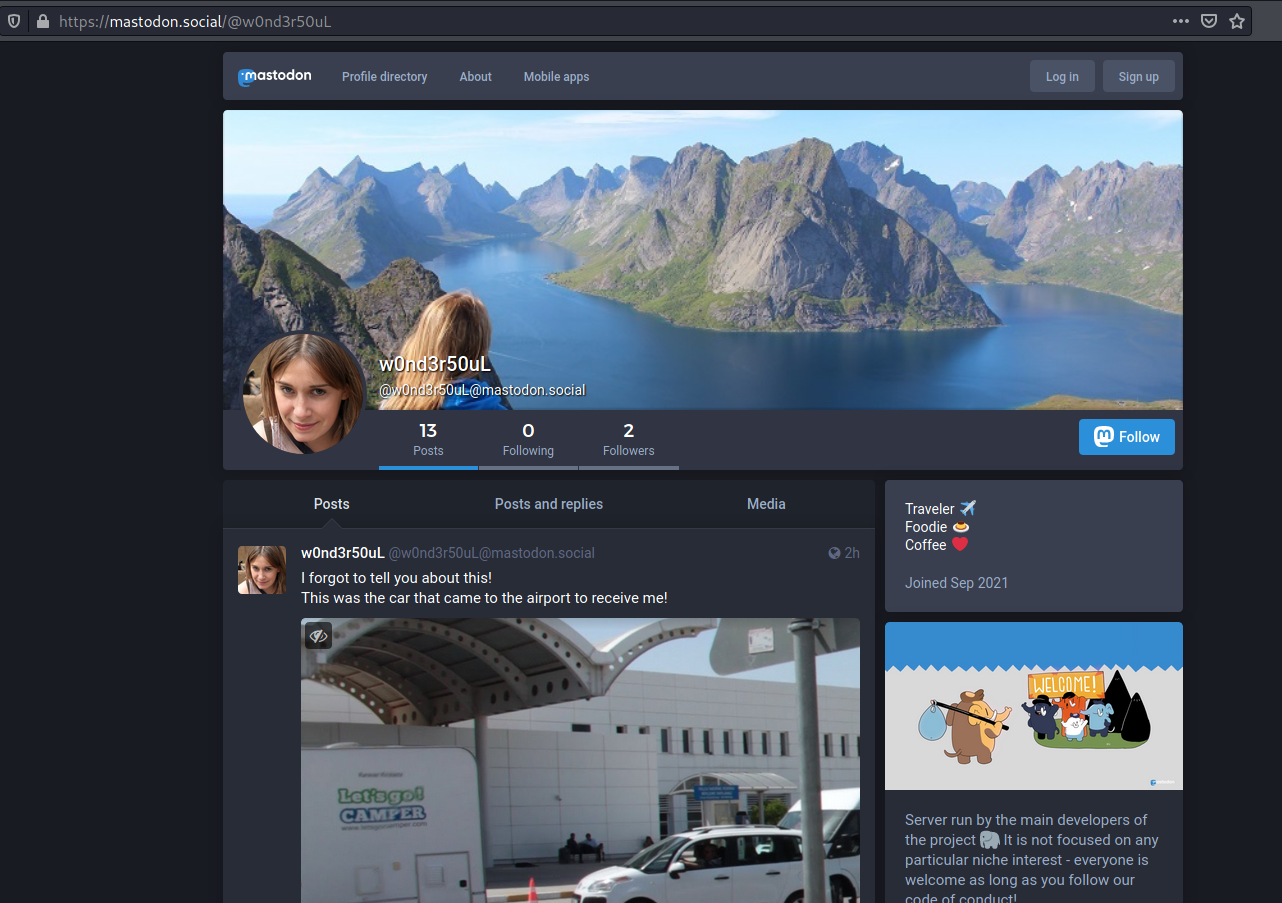 https://mastodon.social/@w0nd3r50uL
mastodon
Profile directory
About
Mobile apps
Log in
Sign up
w0nd3r50uL
@w0nd3r50uL@mastodon.social
13
Posts
0
Following
2
Followers
Follow
Posts
Posts and replies
Media
w0nd3r50uL @w0nd3r50uL@mastodon.social
2h
I forgot to tell you about this!
This was the car that came to the airport to receive me!
Let's go!
CAMPER
www.letsgocamper.com
Traveler ✈️
Foodie 🍮
Coffee ❤️
Joined Sep 2021
WELCOME!
mastodon
Server run by the main developers of
the project 🐘 It is not focused on any
particular niche interest - everyone is
welcome as long as you follow our
code of conduct!